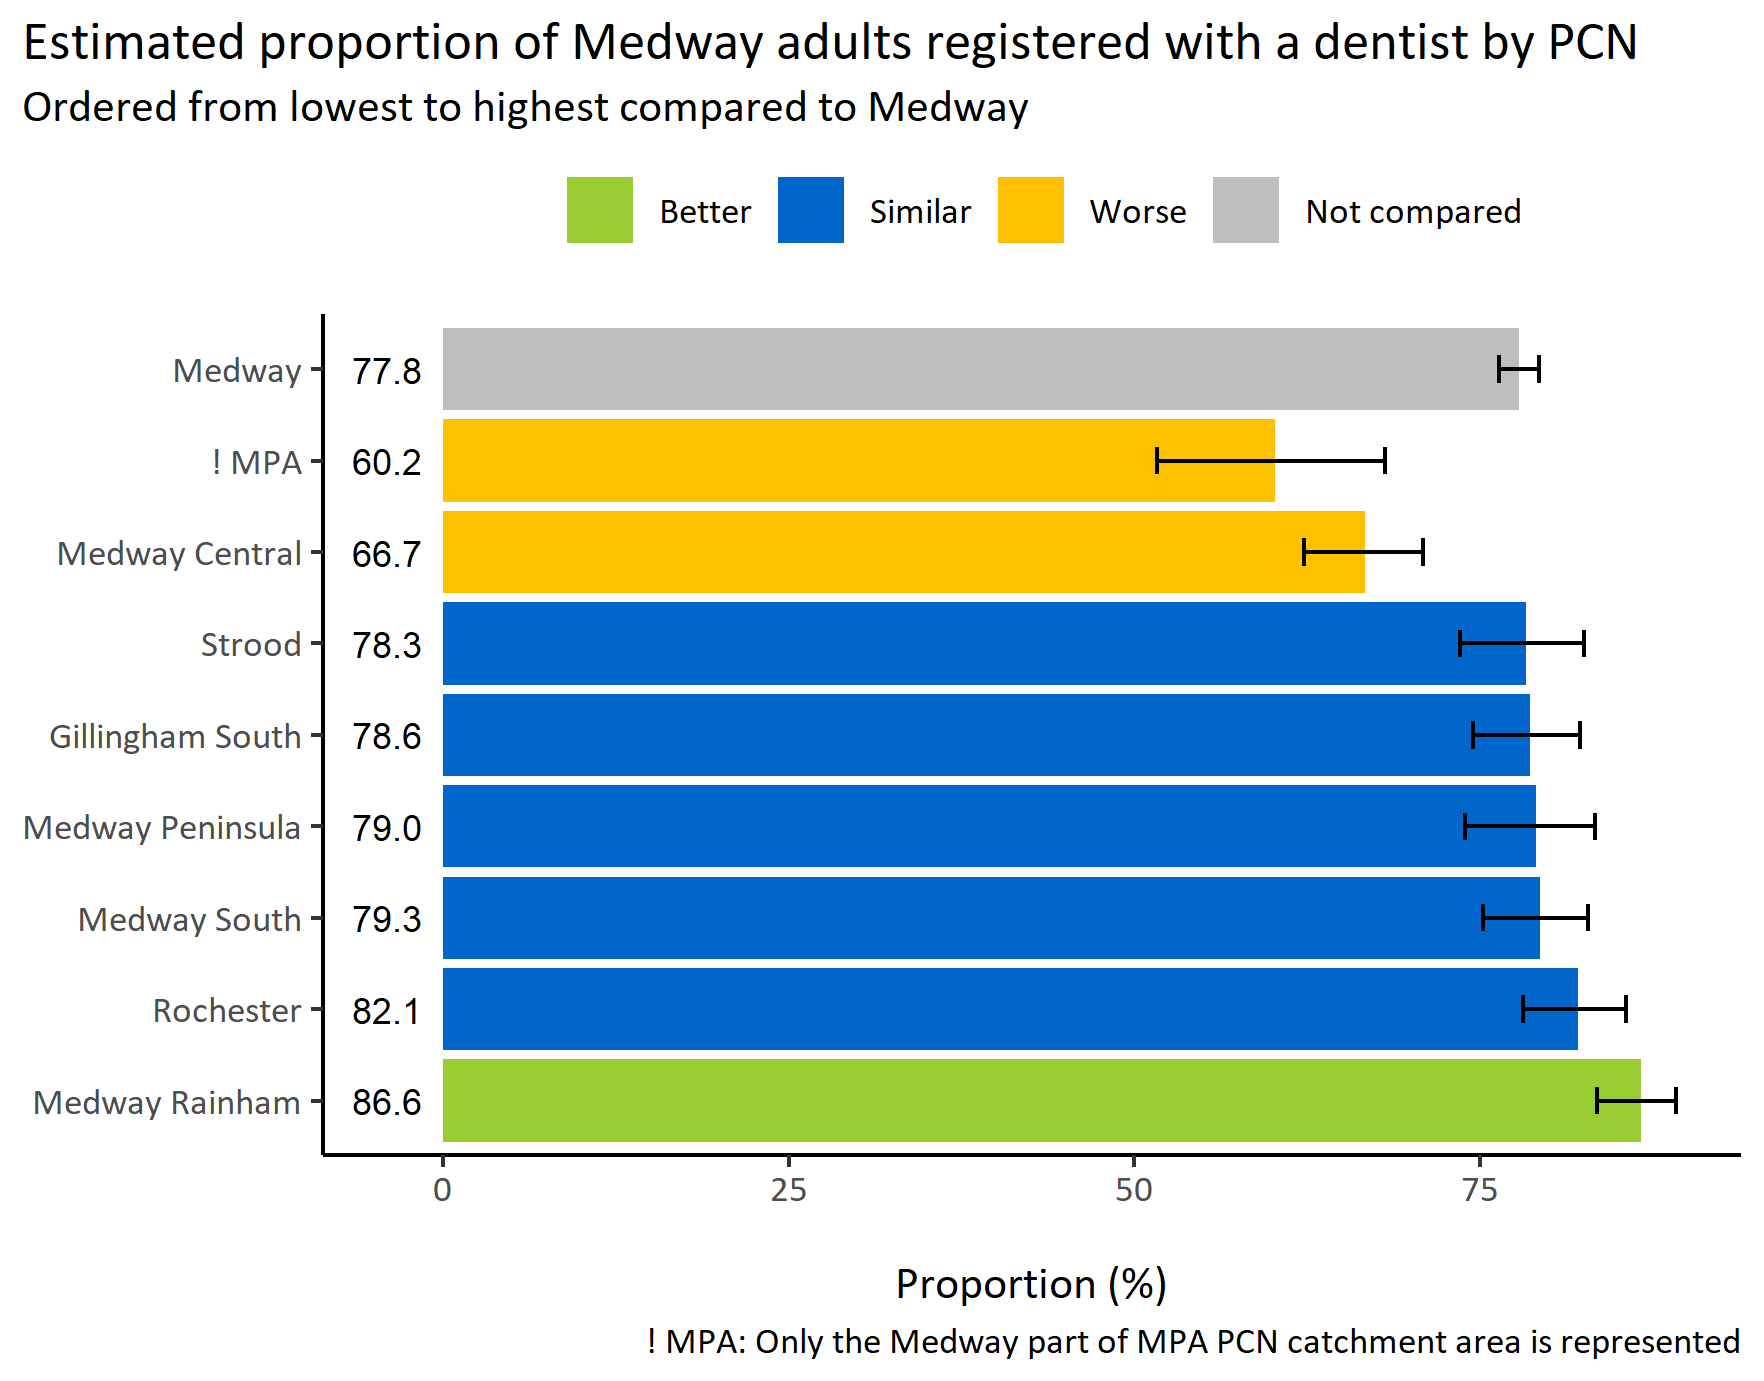 Estimated proportion of Medway adults registered with a dentist by PCN
Ordered from lowest to highest compared to Medway
Better Similar Worse Not compared
Medway 77.8
! MPA 60.2
Medway Central 66.7
Strood 78.3
Gillingham South 78.6
Medway Peninsula 79.0
Medway South 79.3
Rochester 82.1
Medway Rainham 86.6
0 25 50 75
Proportion (%)
! MPA: Only the Medway part of MPA PCN catchment area is represented